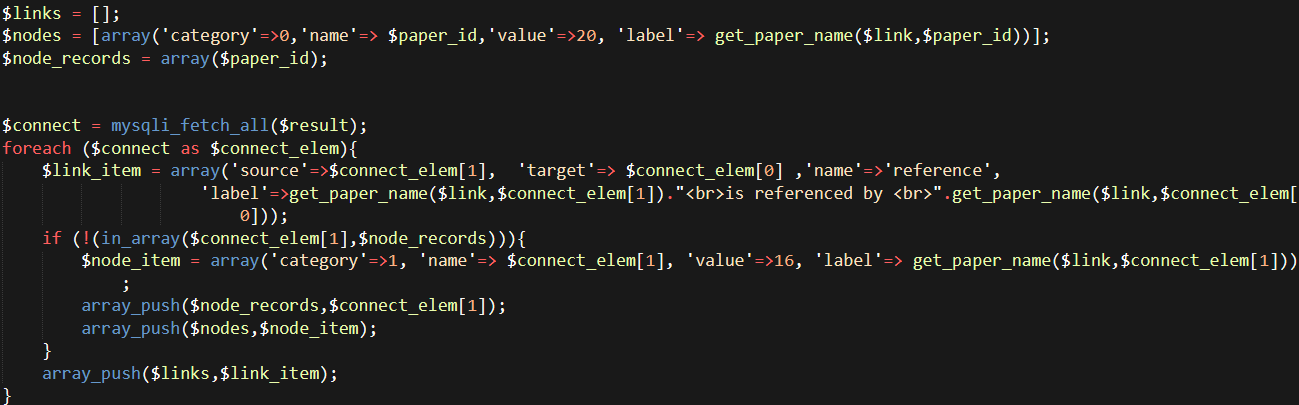 $links = [];
$nodes = [array('category'=>0,'name'=> $paper_id,'value'=>20, 'label'=> get_paper_name($link,$paper_id))];
$node_records = array($paper_id);
$connect = mysqli_fetch_all($result);
foreach ($connect as $connect_elem){
$link_item = array('source'=>$connect_elem[1],  'target'=> $connect_elem[0] ,'name'=>'reference',
'label'=>get_paper_name($link,$connect_elem[1])."<br>is referenced by <br>".get_paper_name($link,$connect_elem[
0]));
if (!(in_array($connect_elem[1],$node_records))){
$node_item = array('category'=>1, 'name'=> $connect_elem[1], 'value'=>16, 'label'=> get_paper_name($link,$connect_elem[1]))
;
array_push($node_records,$connect_elem[1]);
array_push($nodes,$node_item);
}
array_push($links,$link_item);
}